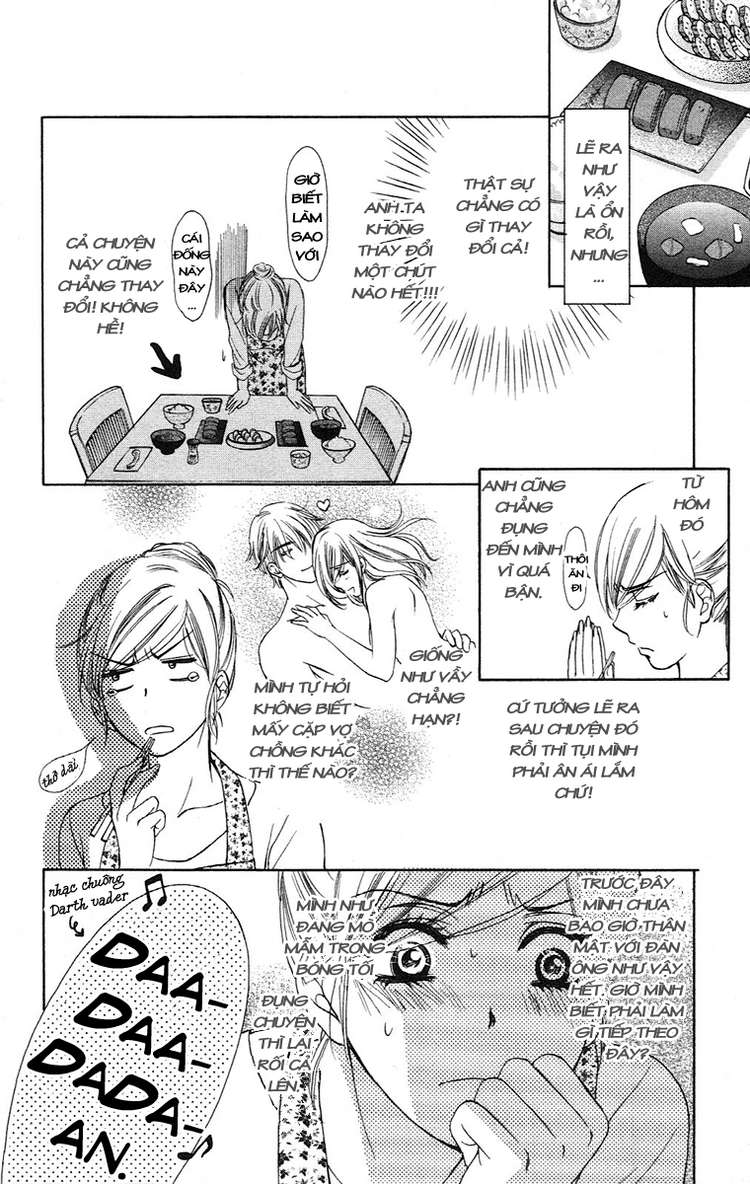 LẼ RA
NHƯ
VẬY
LÀ ỔN
RỒI,
NHƯNG
...
THẬT SỰ
CHẲNG CÓ
GÌ THAY
ĐỔI CẢ!
ANH TA
KHÔNG
THAY ĐỔI
MỘT CHÚT
NÀO HẾT!!!
GIỜ
BIẾT
LÀM
SAO
VỚI
CÁI
ĐỐNG
NÀY
ĐÂY
...
CẢ CHUYỆN
NÀY CŨNG
CHẲNG THAY
ĐỔI! KHÔNG
HỀ!
TỪ
HÔM
ĐÓ
ANH CŨNG
CHẲNG
ĐỤNG
ĐẾN MÌNH
VÌ QUÁ
BẬN.
THÔI
ĂN
ĐI
CỨ TƯỞNG LẼ RA
SAU CHUYỆN ĐÓ
RỒI THÌ TỤI MÌNH
PHẢI ÂN ÁI LẮM
CHỨ!
GIỐNG
NHƯ VẦY
CHẲNG
HẠN?!
MÌNH TỰ HỎI
KHÔNG BIẾT
MẤY CẶP VỢ
CHỒNG KHÁC
THÌ THẾ NÀO?
thở dài
TRƯỚC ĐÂY
MÌNH CHƯA
BAO GIỜ THÂN
MẬT VỚI ĐÀN
ÔNG NHƯ VẬY
HẾT. GIỜ MÌNH
BIẾT PHẢI LÀM
GÌ TIẾP THEO
ĐÂY?
MÌNH NHƯ
ĐANG MÒ
MẪM TRONG
BÓNG TỐI
ĐỤNG
CHUYỆN
THÌ LẠI
RỐI CẢ
LÊN.
nhạc chuông
Darth vader
DAA-
DAA-
DADA-
AN.